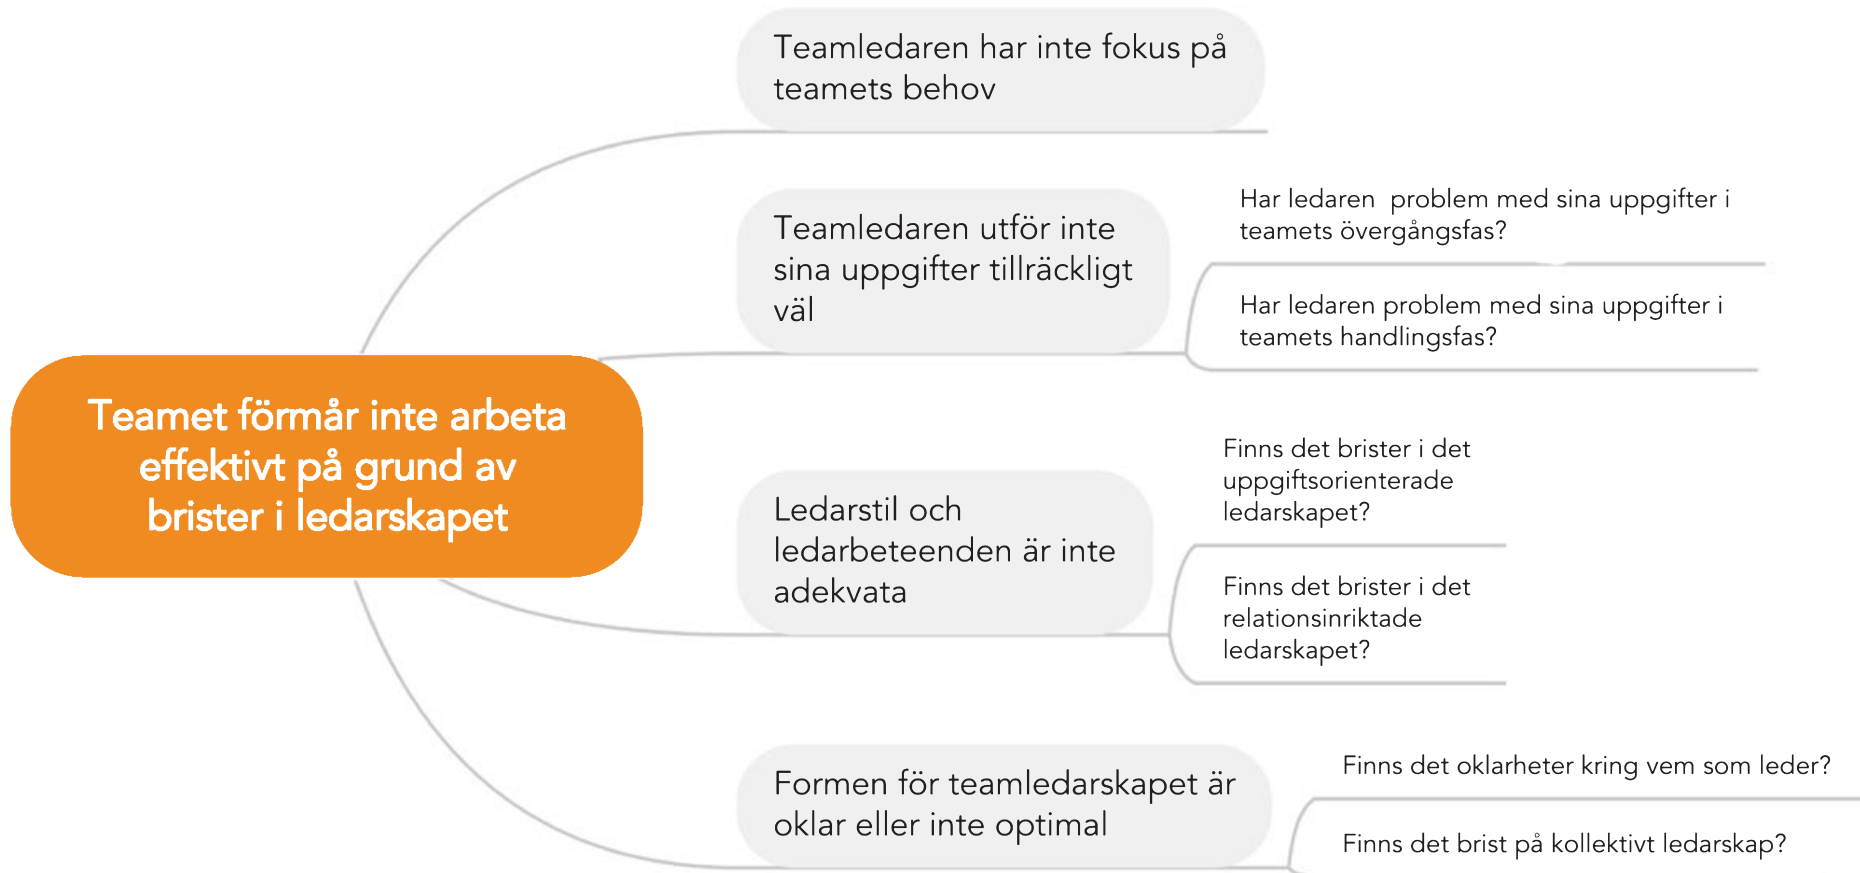 Teamledaren har inte fokus på
teamets behov
Teamledaren utför inte
sina uppgifter tillräckligt
väl
Har ledaren  problem med sina uppgifter i
teamets övergångsfas?
Har ledaren problem med sina uppgifter i
teamets handlingsfas?
Teamet förmår inte arbeta
effektivt på grund av
brister i ledarskapet
Ledarstil och
ledarbeteenden är inte
adekvata
Finns det brister i det
uppgiftsorienterade
ledarskapet?
Finns det brister i det
relationsinriktade
ledarskapet?
Formen för teamledarskapet är
oklar eller inte optimal
Finns det oklarheter kring vem som leder?
Finns det brist på kollektivt ledarskap?